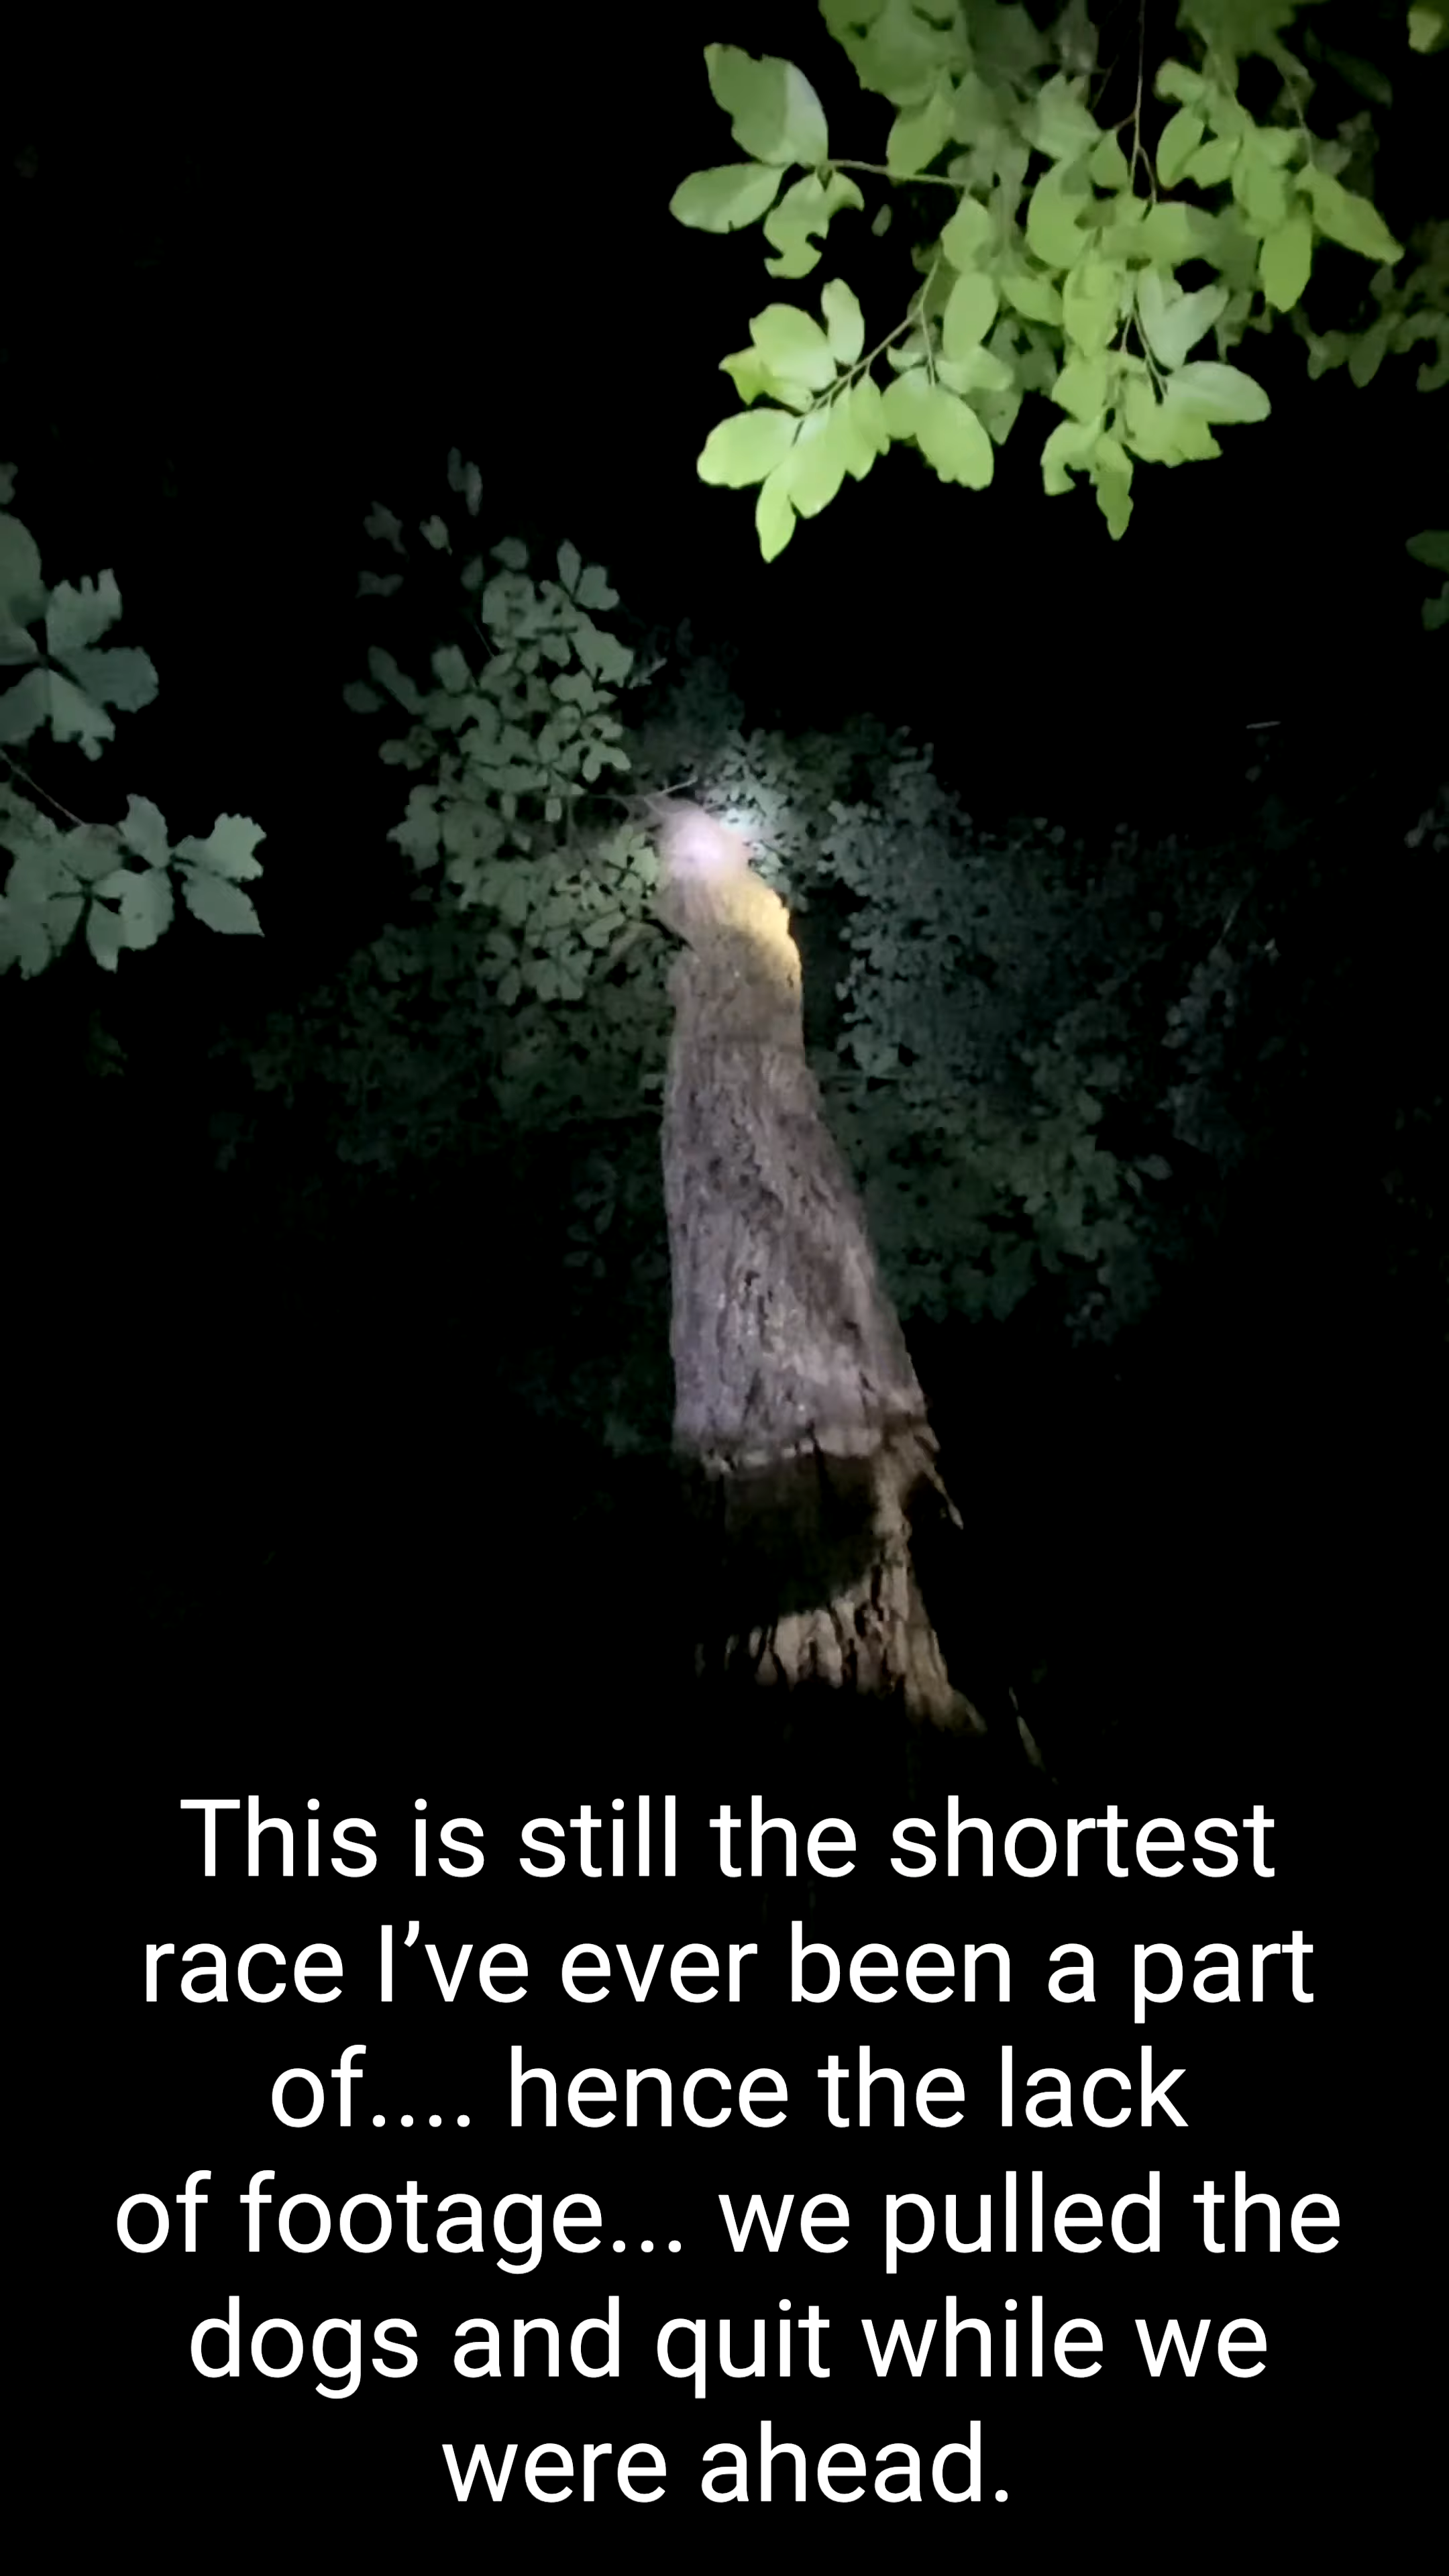 This is still the shortest
race I’ve ever been a part
of.... hence the lack
of footage... we pulled the
dogs and quit while we
were ahead.